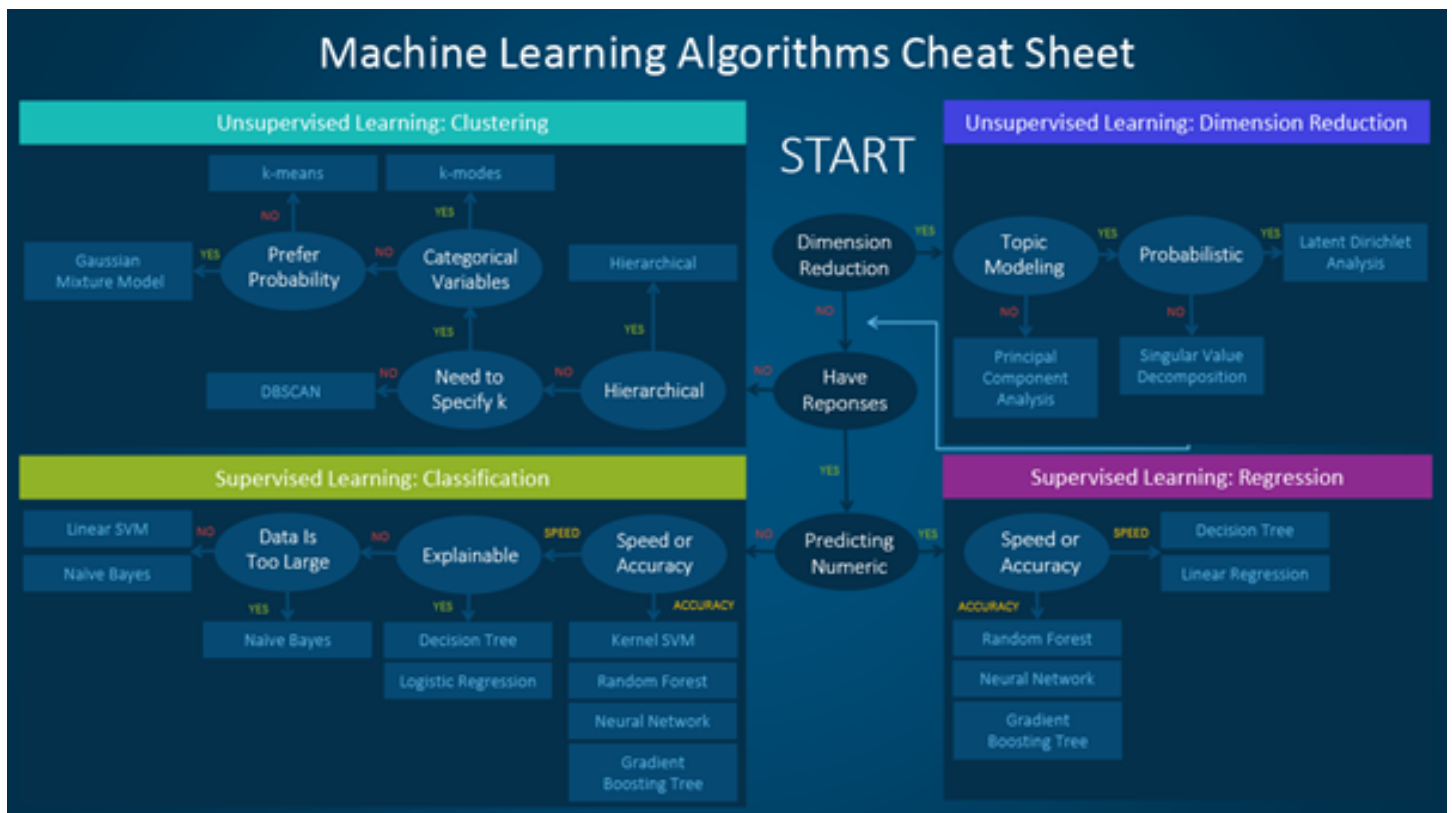 Machine Learning Algorithms Cheat Sheet
Unsupervised Learning: Clustering
k-means
k-modes
NO
YES
Gaussian
Mixture Model
YES
Prefer
Probability
NO
Categorical
Variables
Hierarchical
YES
YES
DBSCAN
NO
Need to
Specify k
NO
Hierarchical
START
Dimension
Reduction
YES
NO
NO
Have
Reponses
YES
NO
Predicting
Numeric
YES
Unsupervised Learning: Dimension Reduction
Topic
Modeling
YES
Probabilistic
YES
Latent Dirichlet
Analysis
NO
NO
Principal
Component
Analysis
Singular Value
Decomposition
Supervised Learning: Classification
Linear SVM
Naïve Bayes
NO
Data Is
Too Large
NO
Explainable
SPEED
Speed or
Accuracy
YES
YES
ACCURACY
Naïve Bayes
Decision Tree
Logistic Regression
Kernel SVM
Random Forest
Neural Network
Gradient
Boosting Tree
Supervised Learning: Regression
Speed or
Accuracy
SPEED
Decision Tree
Linear Regression
ACCURACY
Random Forest
Neural Network
Gradient
Boosting Tree